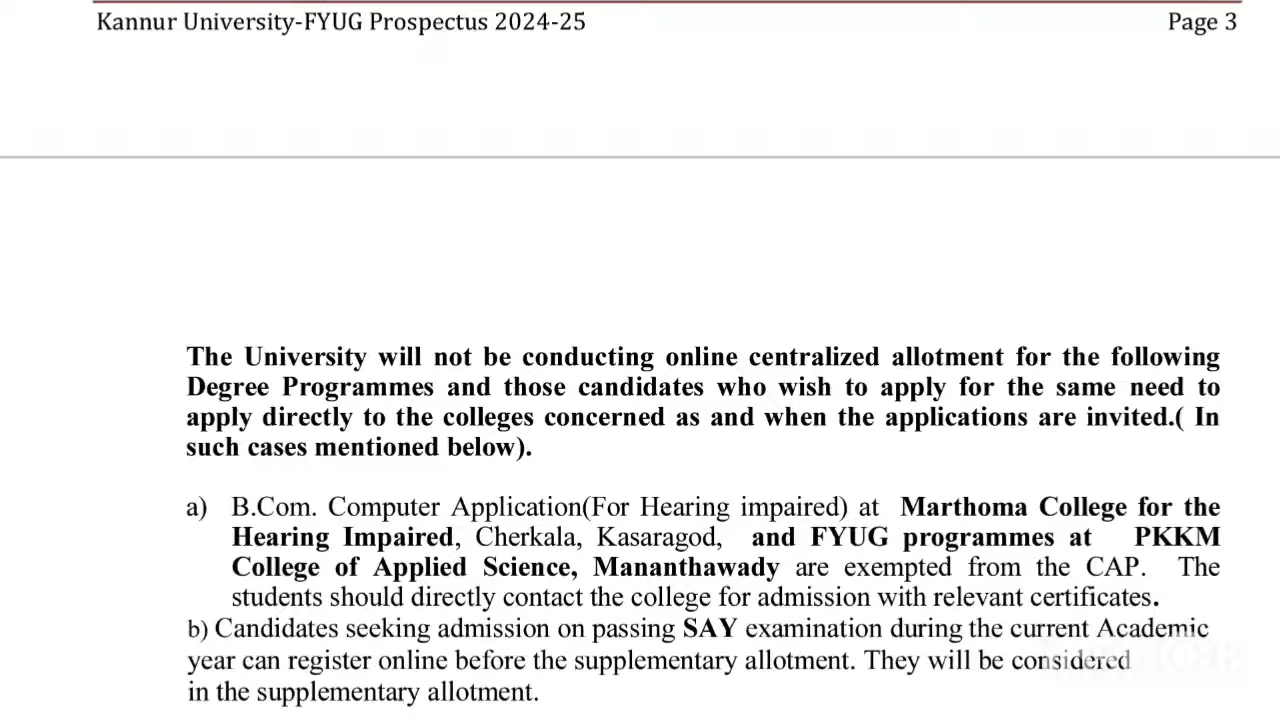 Kannur University-FYUG Prospectus 2024-25 Page 3
The University will not be conducting online centralized allotment for the following
Degree Programmes and those candidates who wish to apply for the same need to
apply directly to the colleges concerned as and when the applications are invited.( In
such cases mentioned below).
a) B.Com. Computer Application(For Hearing impaired) at Marthoma College for the
Hearing Impaired, Cherkala, Kasaragod, and FYUG programmes at PKKM
College of Applied Science, Mananthawady are exempted from the CAP. The
students should directly contact the college for admission with relevant certificates.
b) Candidates seeking admission on passing SAY examination during the current Academic
year can register online before the supplementary allotment. They will be considered
in the supplementary allotment.